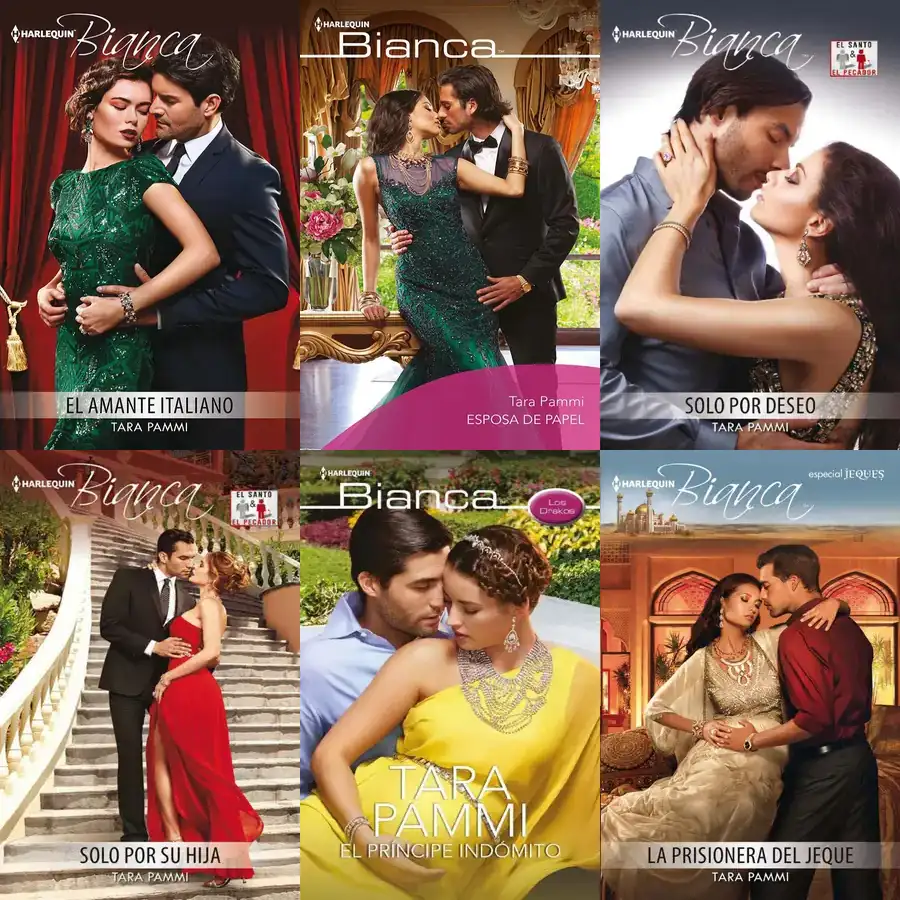 HARLEQUIN
Bianca
EL AMANTE ITALIANO
TARA PAMMI
HARLEQUIN
Bianca
Tara Pammi
ESPOSA DE PAPEL
HARLEQUIN
Bianca
EL SANTO
&
EL PECADOR
SOLO POR DESEO
TARA PAMMI
HARLEQUIN
Bianca
EL SANTO
&
EL PECADOR
SOLO POR SU HIJA
TARA PAMMI
HARLEQUIN
Bianca
Los
Drakos
TARA
PAMMI
EL PRÍNCIPE INDÓMITO
HARLEQUIN
Bianca
especial JEQUES
LA PRISIONERA DEL JEQUE
TARA PAMMI